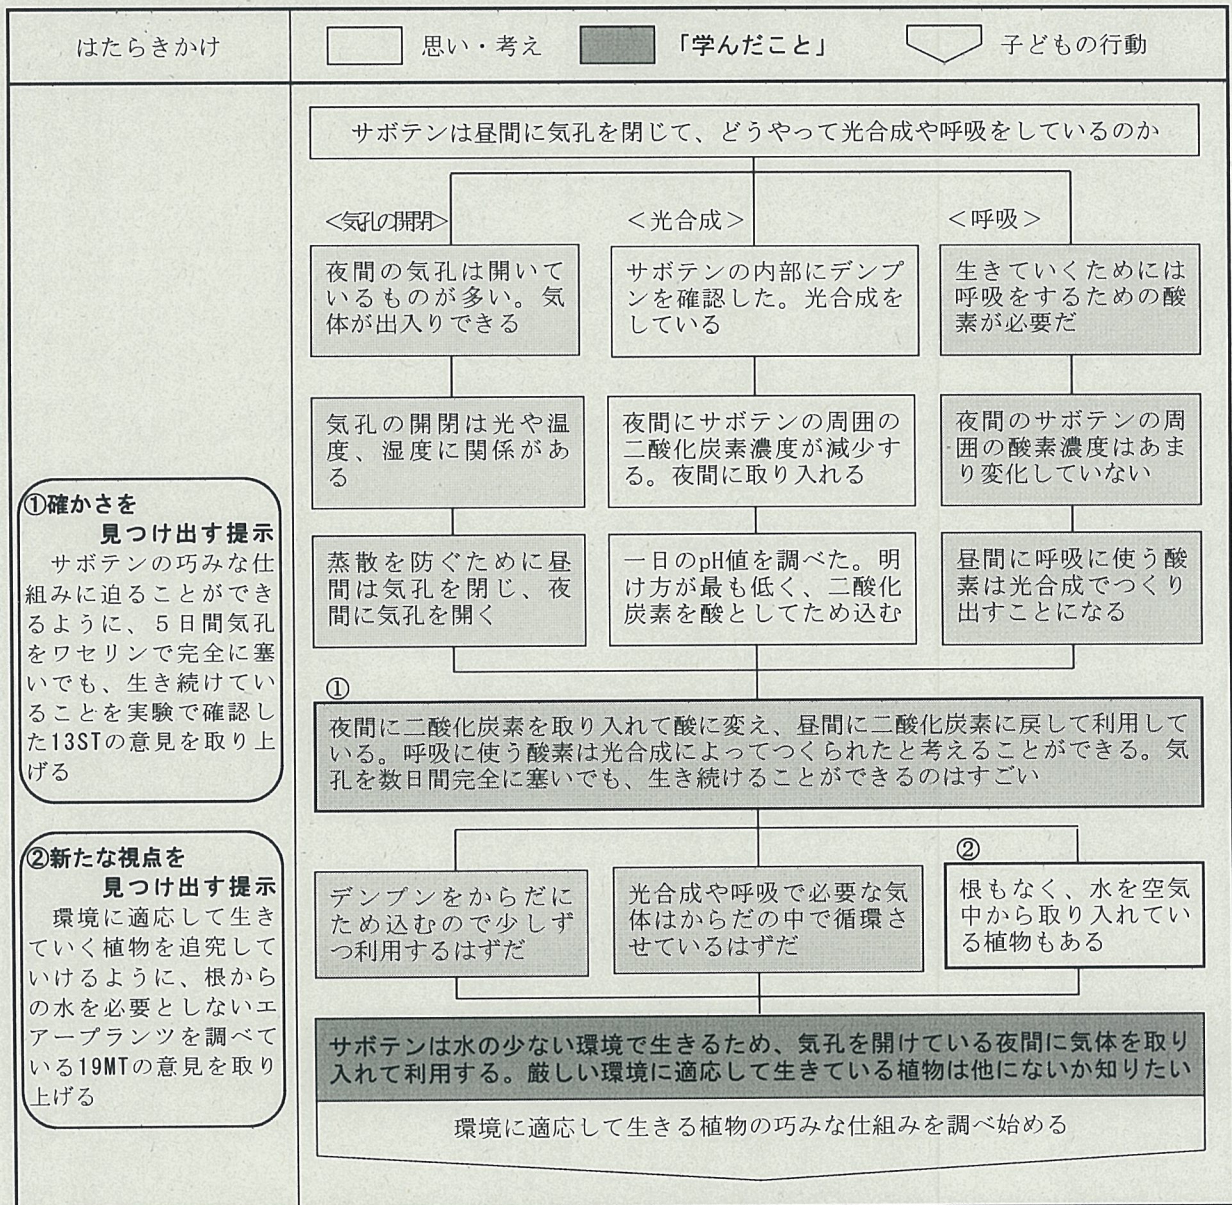 はたらきかけ
思い・考え
「学んだこと」
子どもの行動
サボテンは昼間に気孔を閉じて、どうやって光合成や呼吸をしているのか
＜気孔の開閉＞
＜光合成＞
＜呼吸＞
夜間の気孔は開いて
いるものが多い。気
体が出入りできる
サボテンの内部にデンプ
ンを確認した。光合成を
している
生きていくためには
呼吸をするための酸
素が必要だ
気孔の開閉は光や温
度、湿度に関係があ
る
夜間にサボテンの周囲の
二酸化炭素濃度が減少す
る。夜間に取り入れる
夜間のサボテンの周
囲の酸素濃度はあま
り変化していない
蒸散を防ぐために昼
間は気孔を閉じ、夜
間に気孔を開く
一日のpH値を調べた。明
け方が最も低く、二酸化
炭素を酸としてため込む
昼間に呼吸に使う酸
素は光合成でつくり
出すことになる
①確かさを
見つけ出す提示
サボテンの巧みな仕
組みに迫ることができ
るように、５日間気孔
をワセリンで完全に塞
いでも、生き続けてい
ることを実験で確認し
た13STの意見を取り上
げる
①
夜間に二酸化炭素を取り入れて酸に変え、昼間に二酸化炭素に戻して利用して
いる。呼吸に使う酸素は光合成によってつくられたと考えることができる。気
孔を数日間完全に塞いでも、生き続けることができるのはすごい
②新たな視点を
見つけ出す提示
環境に適応して生き
ていく植物を追究して
いけるように、根から
の水を必要としないエ
アープランツを調べて
いる19MTの意見を取り
上げる
デンプンをからだに
ため込むので少しず
つ利用するはずだ
光合成や呼吸で必要な気
体はからだの中で循環さ
せているはずだ
②
根もなく、水を空気
中から取り入れてい
る植物もある
サボテンは水の少ない環境で生きるため、気孔を開けている夜間に気体を取り
入れて利用する。厳しい環境に適応して生きている植物は他にないか知りたい
環境に適応して生きる植物の巧みな仕組みを調べ始める